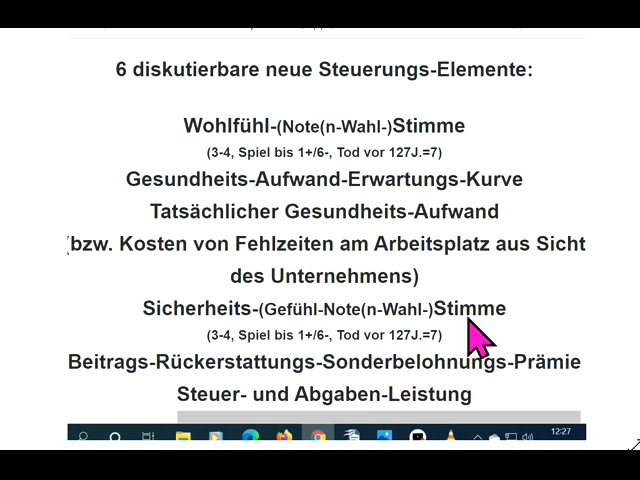 6 diskutierbare neue Steuerungs-Elemente:
Wohlfühl-(Note(n-Wahl-)Stimme
(3-4, Spiel bis 1+/6-, Tod vor 127J.=7)
Gesundheits-Aufwand-Erwartungs-Kurve
Tatsächlicher Gesundheits-Aufwand
(bzw. Kosten von Fehlzeiten am Arbeitsplatz aus Sicht
des Unternehmens)
Sicherheits-(Gefühl-Note(n-Wahl-)Stimme
(3-4, Spiel bis 1+/6-, Tod vor 127J.=7)
Beitrags-Rückerstattungs-Sonderbelohnungs-Prämie
Steuer- und Abgaben-Leistung
12:27